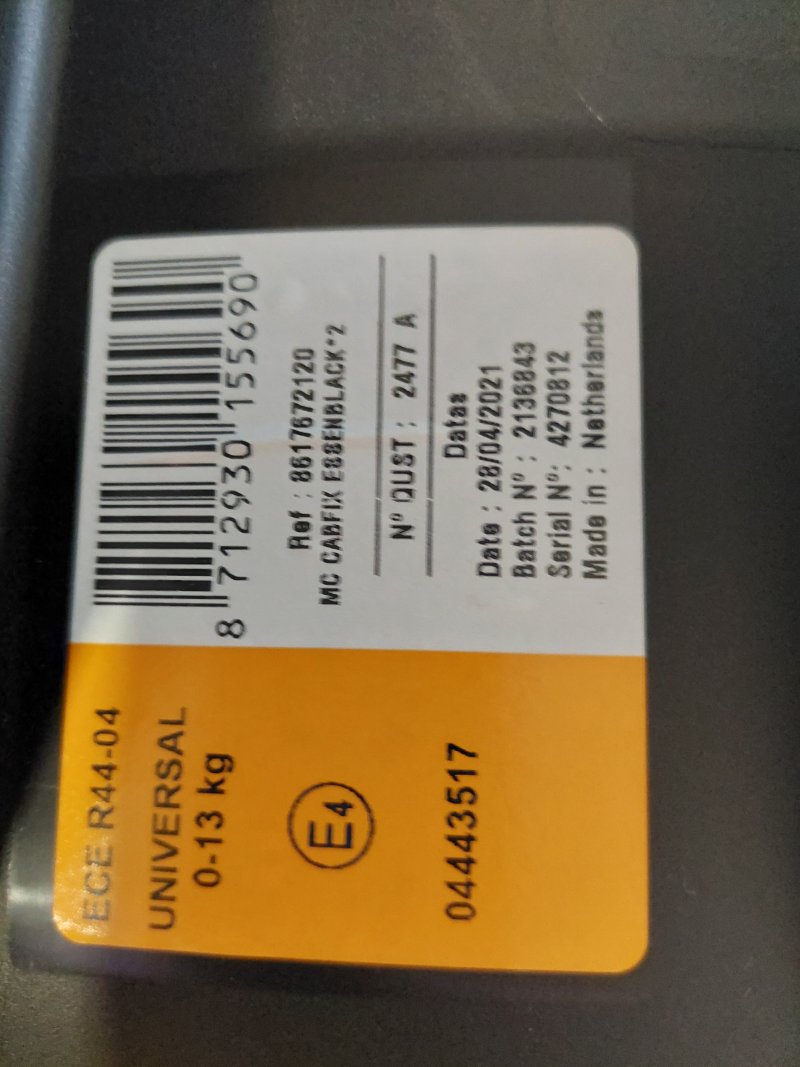 ECE R44-04
UNIVERSAL
0-13 kg
E4
04443517
8 712930 155690
Ref : 8617672120
MC CABFIX ESSENBLACK*2
Nº QUST : 2477 A
Datas
Date : 28/04/2021
Batch Nº : 2136843
Serial Nº: 4270812
Made in : Netherlands